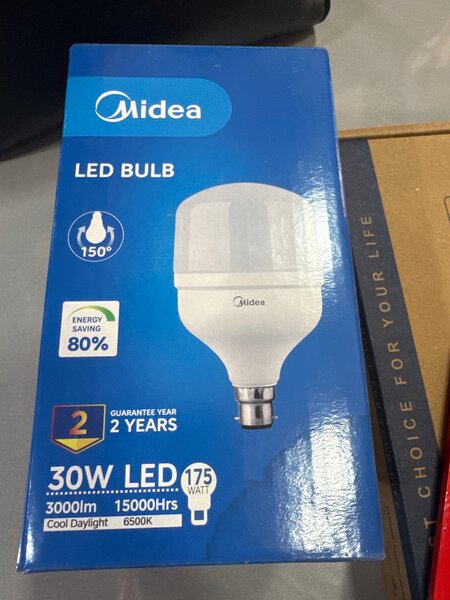 Midea
LED BULB
150°
Midea
ENERGY
SAVING
80%
2
GUARANTEE YEAR
2 YEARS
30W LED
175
WATT
3000lm 15000Hrs
Cool Daylight 6500K
CHOICE FOR YOUR LIFE